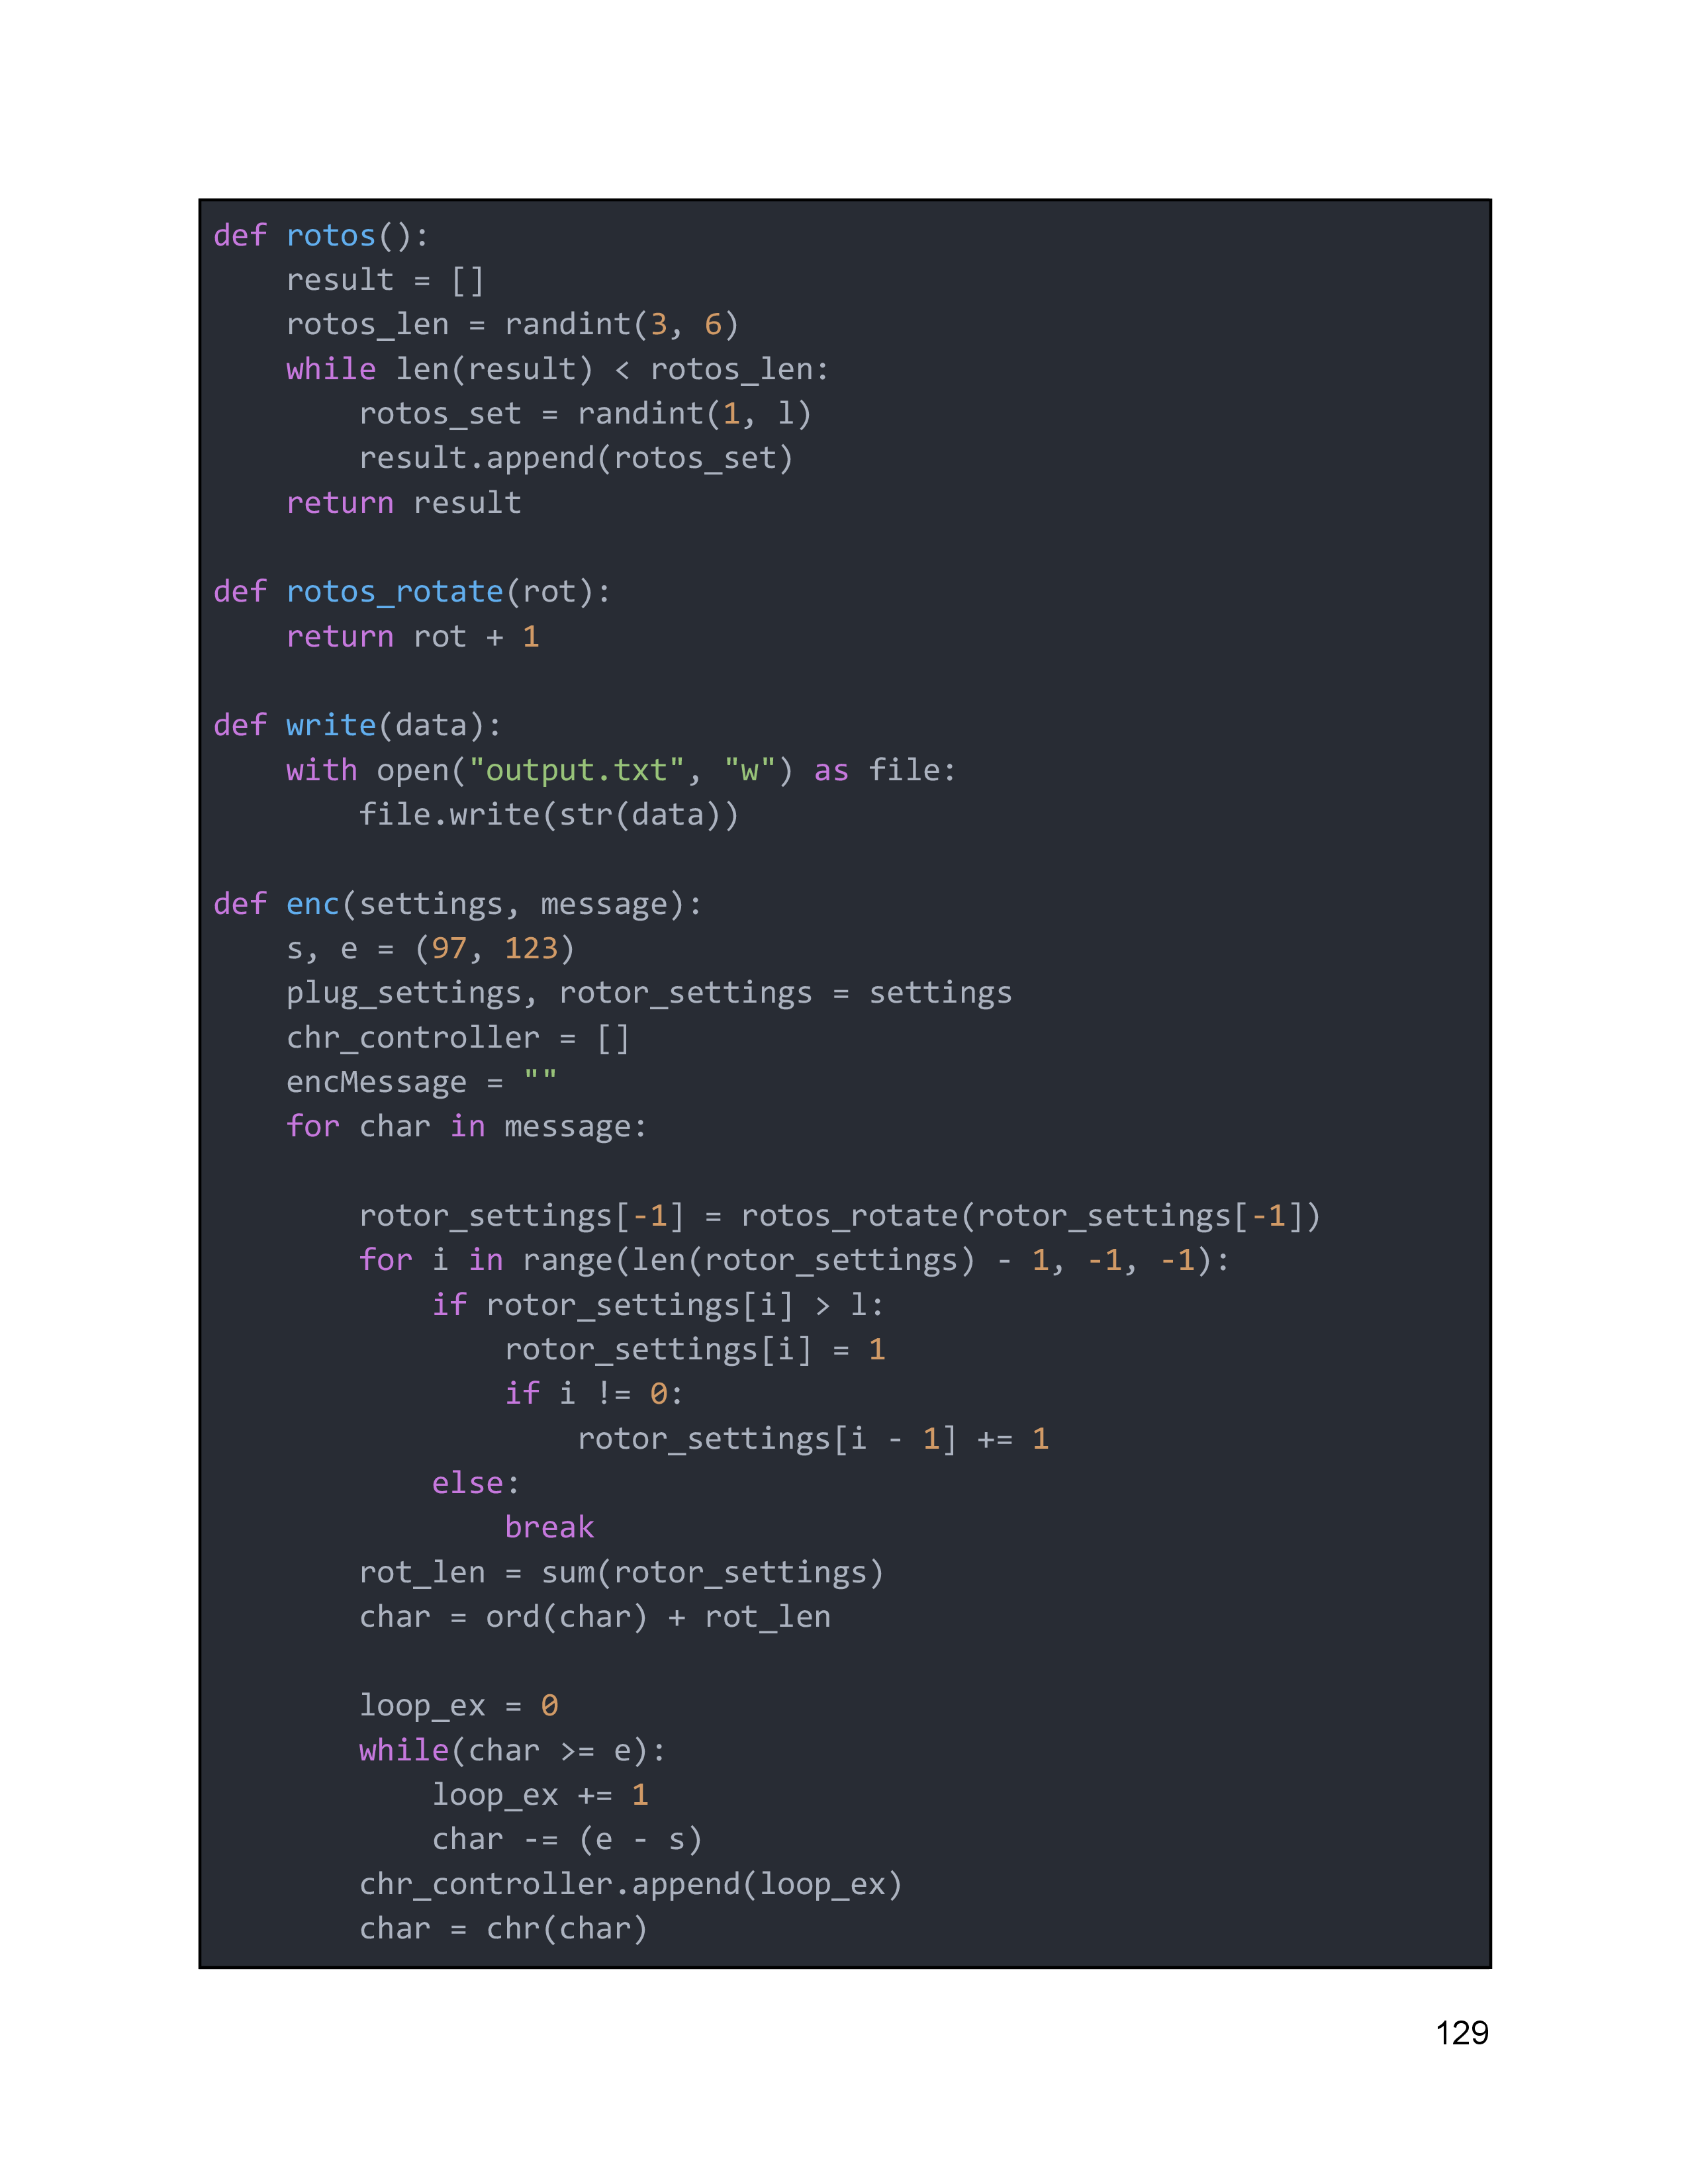 def rotos():
    result = []
    rotos_len = randint(3, 6)
    while len(result) < rotos_len:
        rotos_set = randint(1, l)
        result.append(rotos_set)
    return result

def rotos_rotate(rot):
    return rot + 1

def write(data):
    with open("output.txt", "w") as file:
        file.write(str(data))

def enc(settings, message):
    s, e = (97, 123)
    plug_settings, rotor_settings = settings
    chr_controller = []
    encMessage = ""
    for char in message:

        rotor_settings[-1] = rotos_rotate(rotor_settings[-1])
        for i in range(len(rotor_settings) - 1, -1, -1):
            if rotor_settings[i] > l:
                rotor_settings[i] = 1
                if i != 0:
                    rotor_settings[i - 1] += 1
            else:
                break
        rot_len = sum(rotor_settings)
        char = ord(char) + rot_len

        loop_ex = 0
        while(char >= e):
            loop_ex += 1
            char -= (e - s)
        chr_controller.append(loop_ex)
        char = chr(char)
129